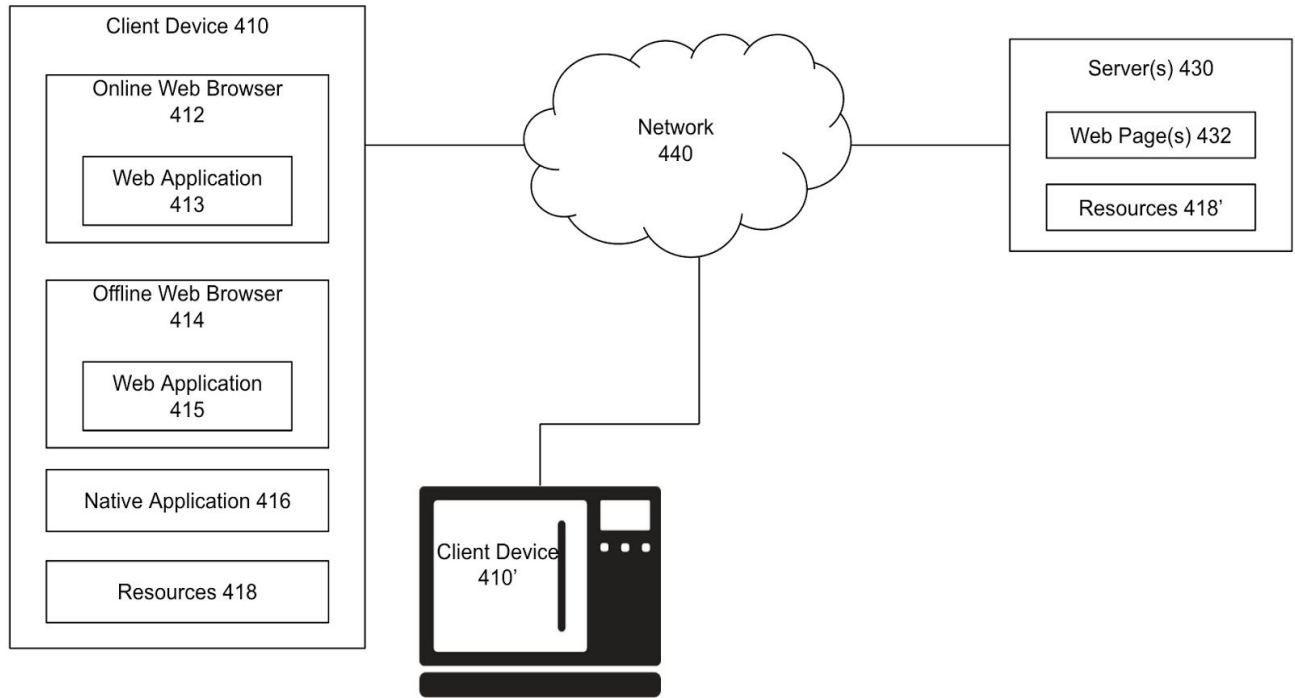 Client Device 410
Online Web Browser
412
Web Application
413
Offline Web Browser
414
Web Application
415
Native Application 416
Resources 418
Network
440
Client Device
410’
Server(s) 430
Web Page(s) 432
Resources 418’